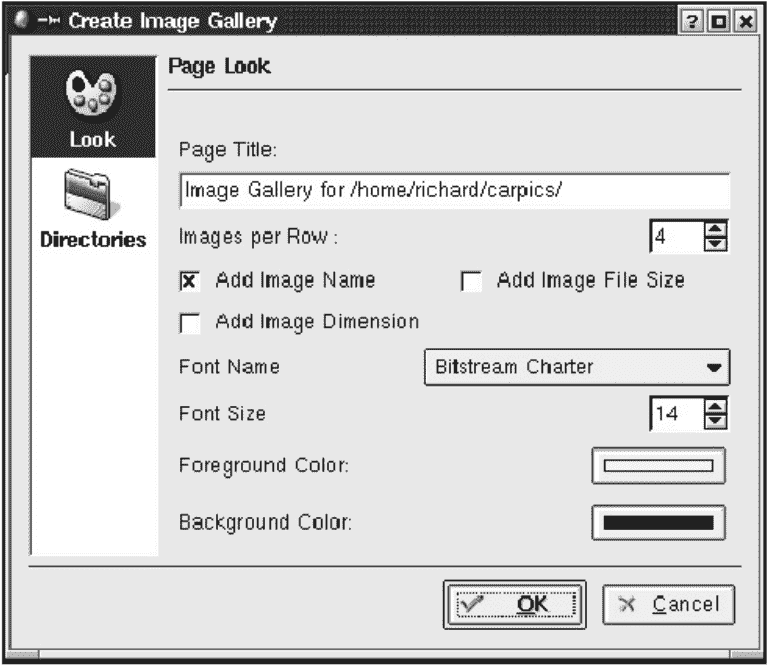 Create Image Gallery
?
Look
Directories
Page Look
Page Title:
Image Gallery for /home/richard/carpics/
Images per Row :
4
Add Image Name
Add Image File Size
Add Image Dimension
Font Name
Bitstream Charter
Font Size
14
Foreground Color:
Background Color:
OK
Cancel